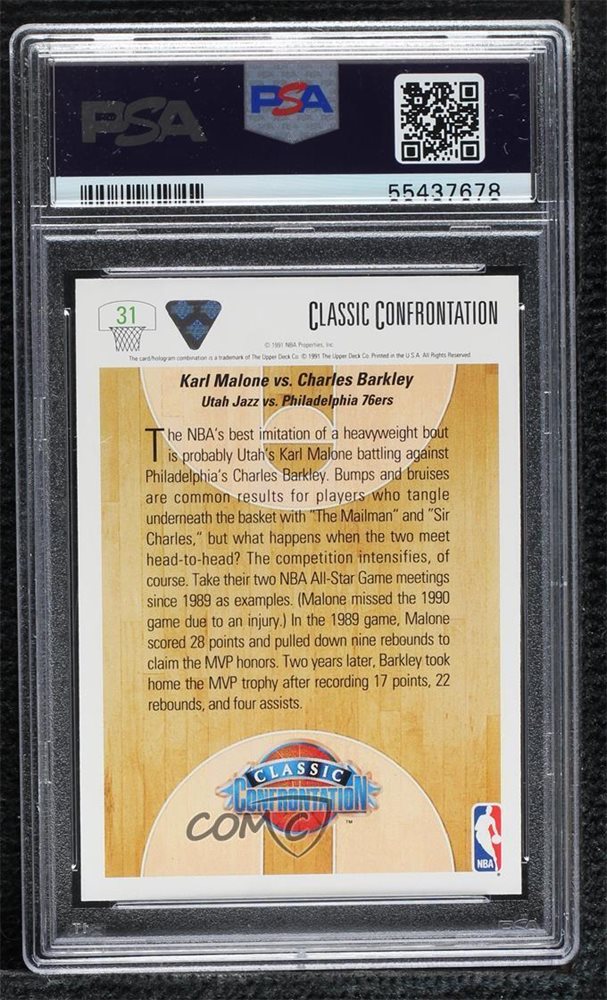 PSA
PSA
55437678
31
CLASSIC CONFRONTATION
© 1991 NBA Properties, Inc.
The card/hologram combination is a trademark of The Upper Deck Co. © 1991 The Upper Deck Co. Printed in the U.S.A. All Rights Reserved
Karl Malone vs. Charles Barkley
Utah Jazz vs. Philadelphia 76ers
The NBA's best imitation of a heavyweight bout
is probably Utah's Karl Malone battling against
Philadelphia's Charles Barkley. Bumps and bruises
are common results for players who tangle
underneath the basket with "The Mailman" and "Sir
Charles," but what happens when the two meet
head-to-head? The competition intensifies, of
course. Take their two NBA All-Star Game meetings
since 1989 as examples. (Malone missed the 1990
game due to an injury.) In the 1989 game, Malone
scored 28 points and pulled down nine rebounds to
claim the MVP honors. Two years later, Barkley took
home the MVP trophy after recording 17 points, 22
rebounds, and four assists.
CLASSIC
CONFRONTATION
TM
COMC
NBA
PSA